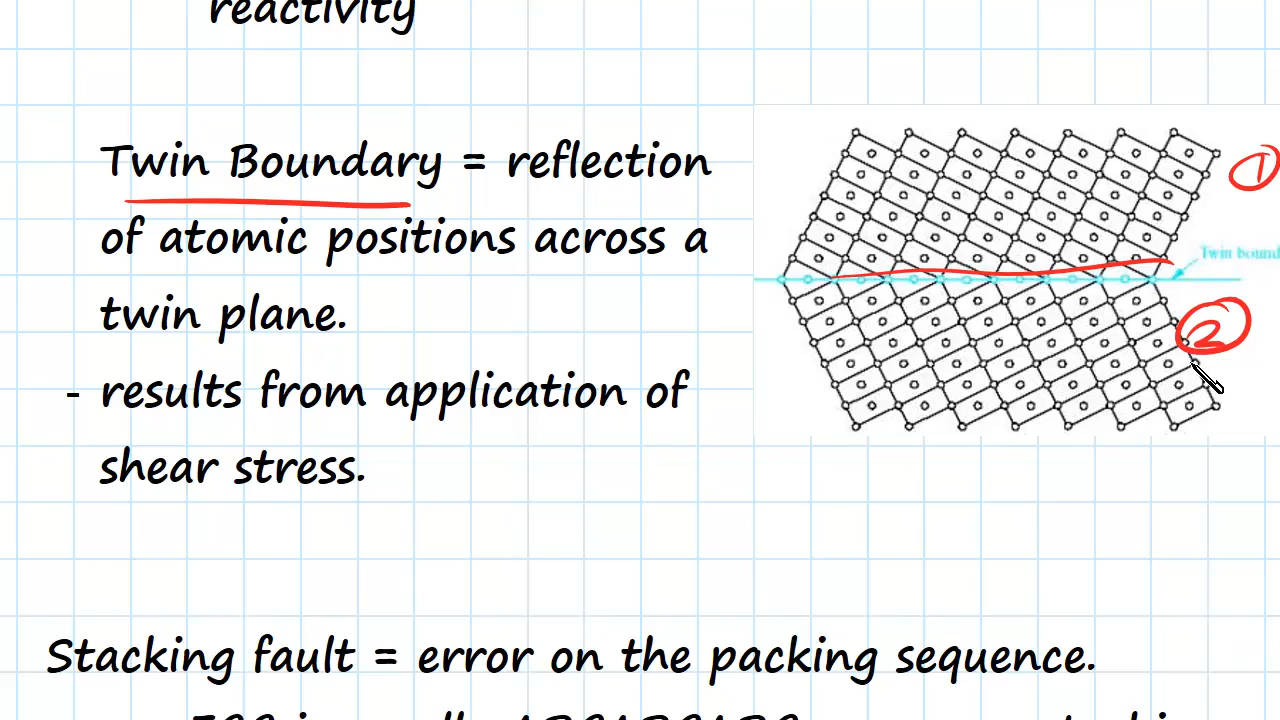 reactivity
Twin Boundary = reflection
of atomic positions across a
twin plane.
- results from application of
shear stress.
①
Twin bound
②
Stacking fault = error on the packing sequence.